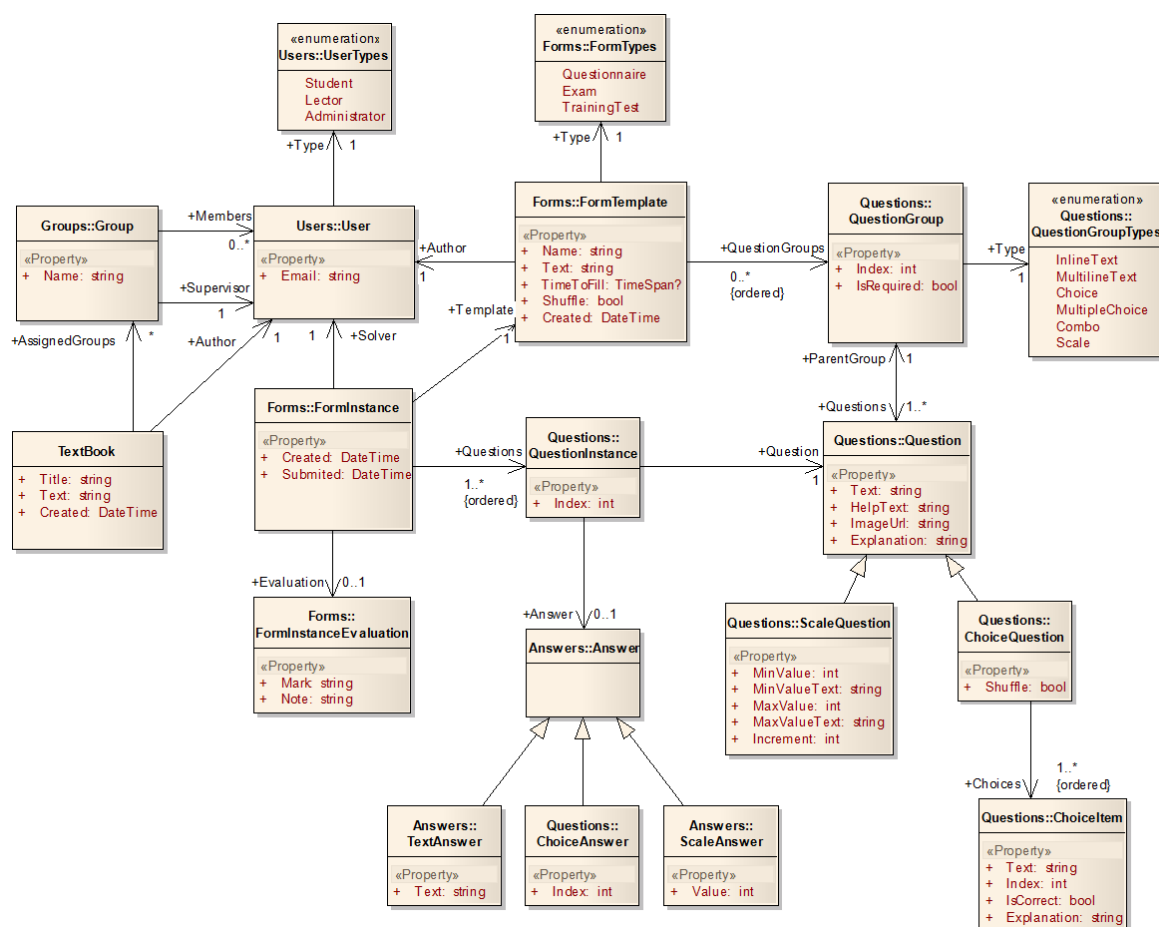 «enumeration»
Users::UserTypes
Student
Lector
Administrator
«enumeration»
Forms::FormTypes
Questionnaire
Exam
TrainingTest
+Type 1
+Type 1
Groups::Group
«Property»
+ Name: string
+Members
0..*
+Supervisor
1
Users::User
«Property»
+ Email: string
+Author
1
Forms::FormTemplate
«Property»
+ Name: string
+ Text: string
+ TimeToFill: TimeSpan?
+ Shuffle: bool
+ Created: DateTime
+QuestionGroups
0..*
{ordered}
Questions::
QuestionGroup
«Property»
+ Index: int
+ IsRequired: bool
+Type
1
«enumeration»
Questions::
QuestionGroupTypes
InlineText
MultilineText
Choice
MultipleChoice
Combo
Scale
+AssignedGroups *
+Author 1
1 +Solver
+Template
1
+ParentGroup 1
+Questions 1..*
TextBook
+ Title: string
+ Text: string
+ Created: DateTime
Forms::FormInstance
«Property»
+ Created: DateTime
+ Submited: DateTime
+Questions
1..*
{ordered}
Questions::
QuestionInstance
«Property»
+ Index: int
+Question
1
Questions::Question
«Property»
+ Text: string
+ HelpText: string
+ ImageUrl: string
+ Explanation: string
+Evaluation 0..1
Forms::
FormInstanceEvaluation
«Property»
+ Mark: string
+ Note: string
+Answer 0..1
Answers::Answer
Questions::ScaleQuestion
«Property»
+ MinValue: int
+ MinValueText: string
+ MaxValue: int
+ MaxValueText: string
+ Increment: int
Questions::
ChoiceQuestion
«Property»
+ Shuffle: bool
1..*
+Choices {ordered}
Answers::
TextAnswer
«Property»
+ Text: string
Questions::
ChoiceAnswer
«Property»
+ Index: int
Answers::
ScaleAnswer
«Property»
+ Value: int
Questions::ChoiceItem
«Property»
+ Text: string
+ Index: int
+ IsCorrect: bool
+ Explanation: string